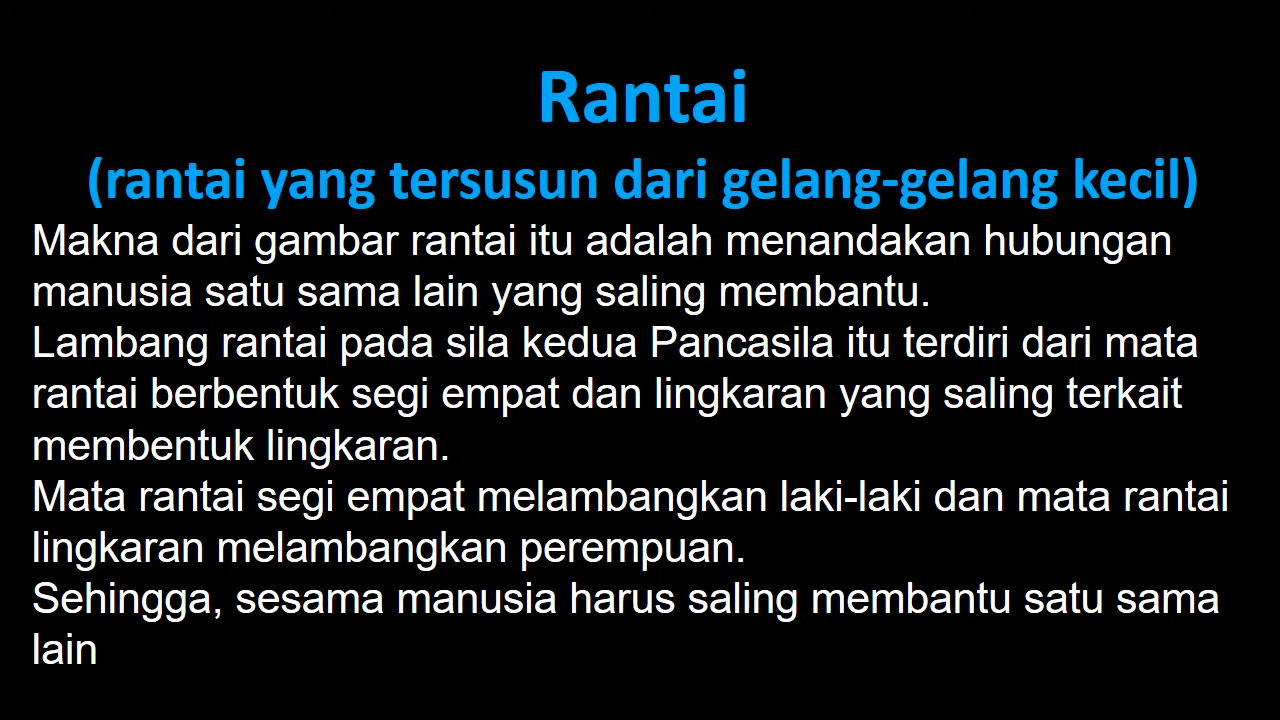 Rantai
(rantai yang tersusun dari gelang-gelang kecil)
Makna dari gambar rantai itu adalah menandakan hubungan
manusia satu sama lain yang saling membantu.
Lambang rantai pada sila kedua Pancasila itu terdiri dari mata
rantai berbentuk segi empat dan lingkaran yang saling terkait
membentuk lingkaran.
Mata rantai segi empat melambangkan laki-laki dan mata rantai
lingkaran melambangkan perempuan.
Sehingga, sesama manusia harus saling membantu satu sama
lain